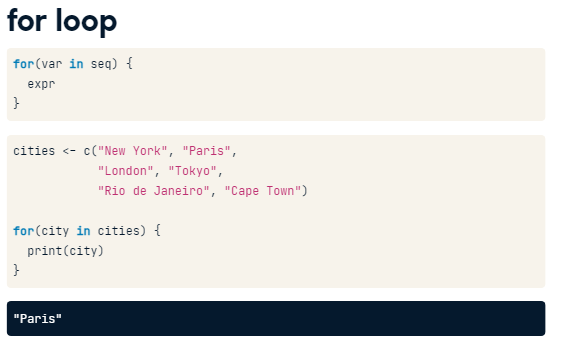 for loop
for(var in seq) {
  expr
}
cities <- c("New York", "Paris",
            "London", "Tokyo",
            "Rio de Janeiro", "Cape Town")
for(city in cities) {
  print(city)
}
"Paris"